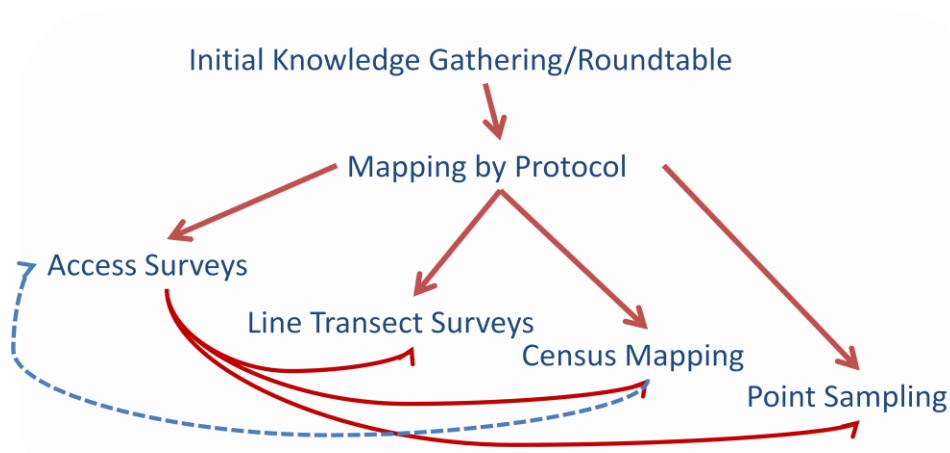 Initial Knowledge Gathering/Roundtable
Mapping by Protocol
Access Surveys
Line Transect Surveys
Census Mapping
Point Sampling